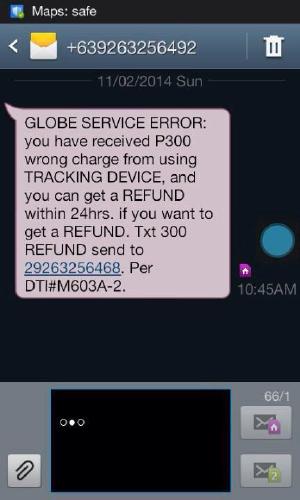 Maps: safe
+639263256492
11/02/2014 Sun
GLOBE SERVICE ERROR:
you have received P300
wrong charge from using
TRACKING DEVICE, and
you can get a REFUND
within 24hrs. if you want to
get a REFUND. Txt 300
REFUND send to
29263256468. Per
DTI#M603A-2.
10:45AM
66/1
2